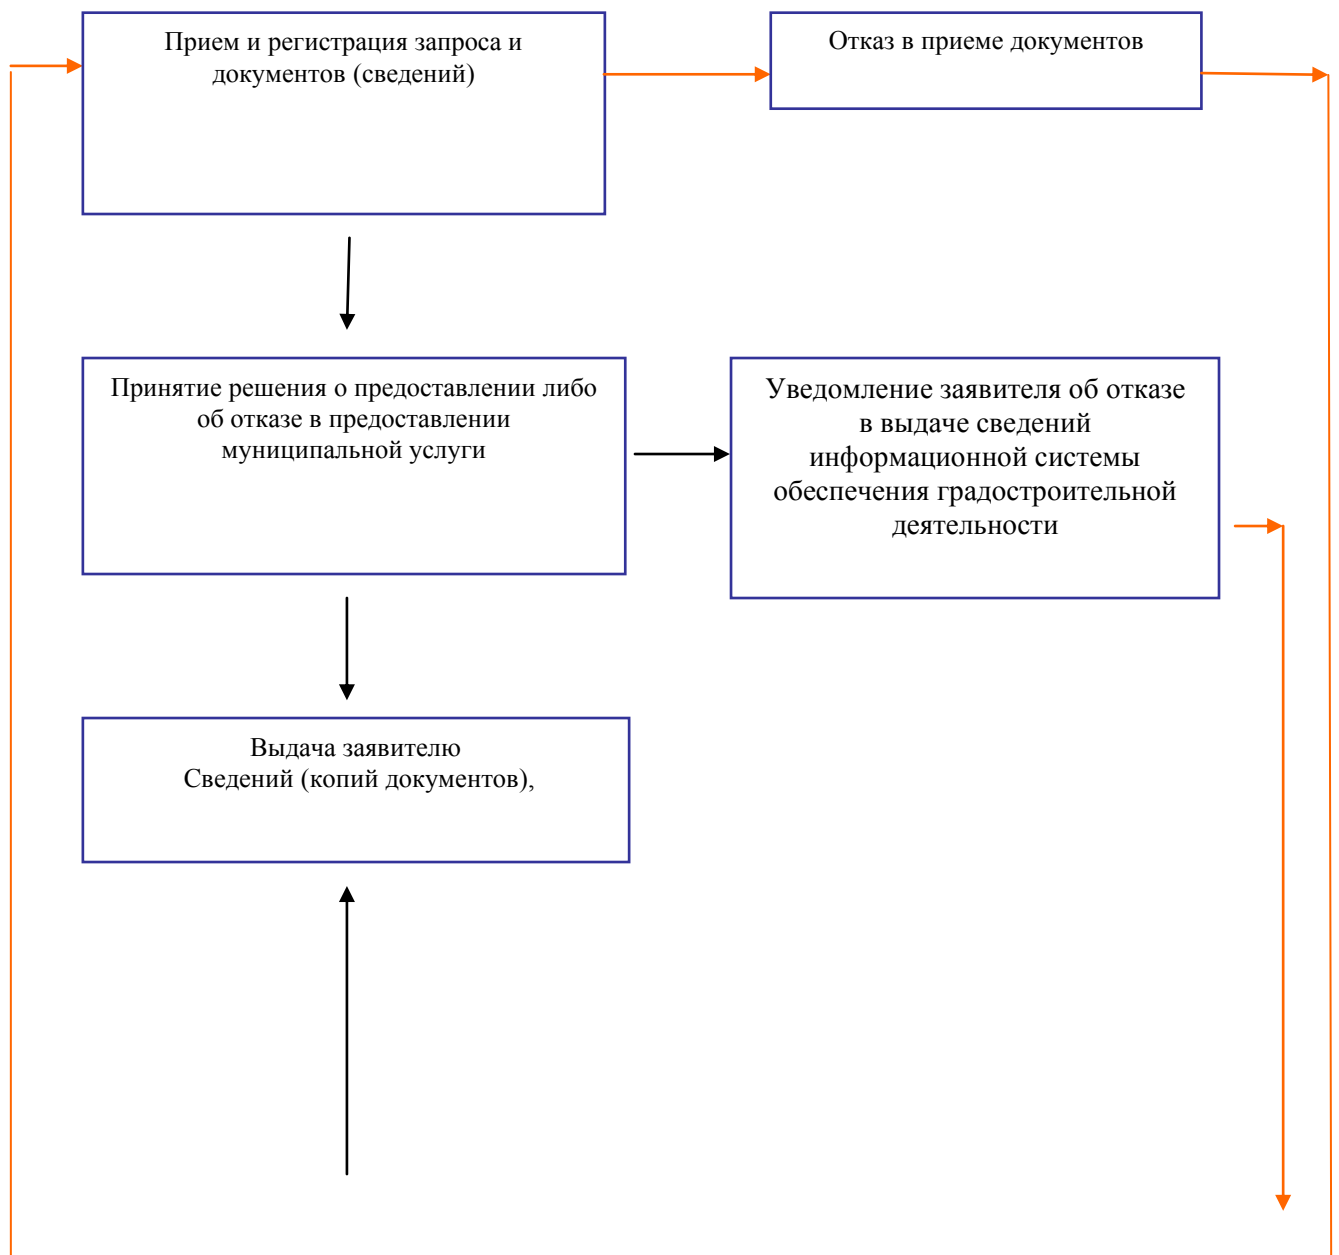 Прием и регистрация запроса и
документов (сведений)
Отказ в приеме документов
Принятие решения о предоставлении либо
об отказе в предоставлении
муниципальной услуги
Уведомление заявителя об отказе
в выдаче сведений
информационной системы
обеспечения градостроительной
деятельности
Выдача заявителю
Сведений (копий документов),